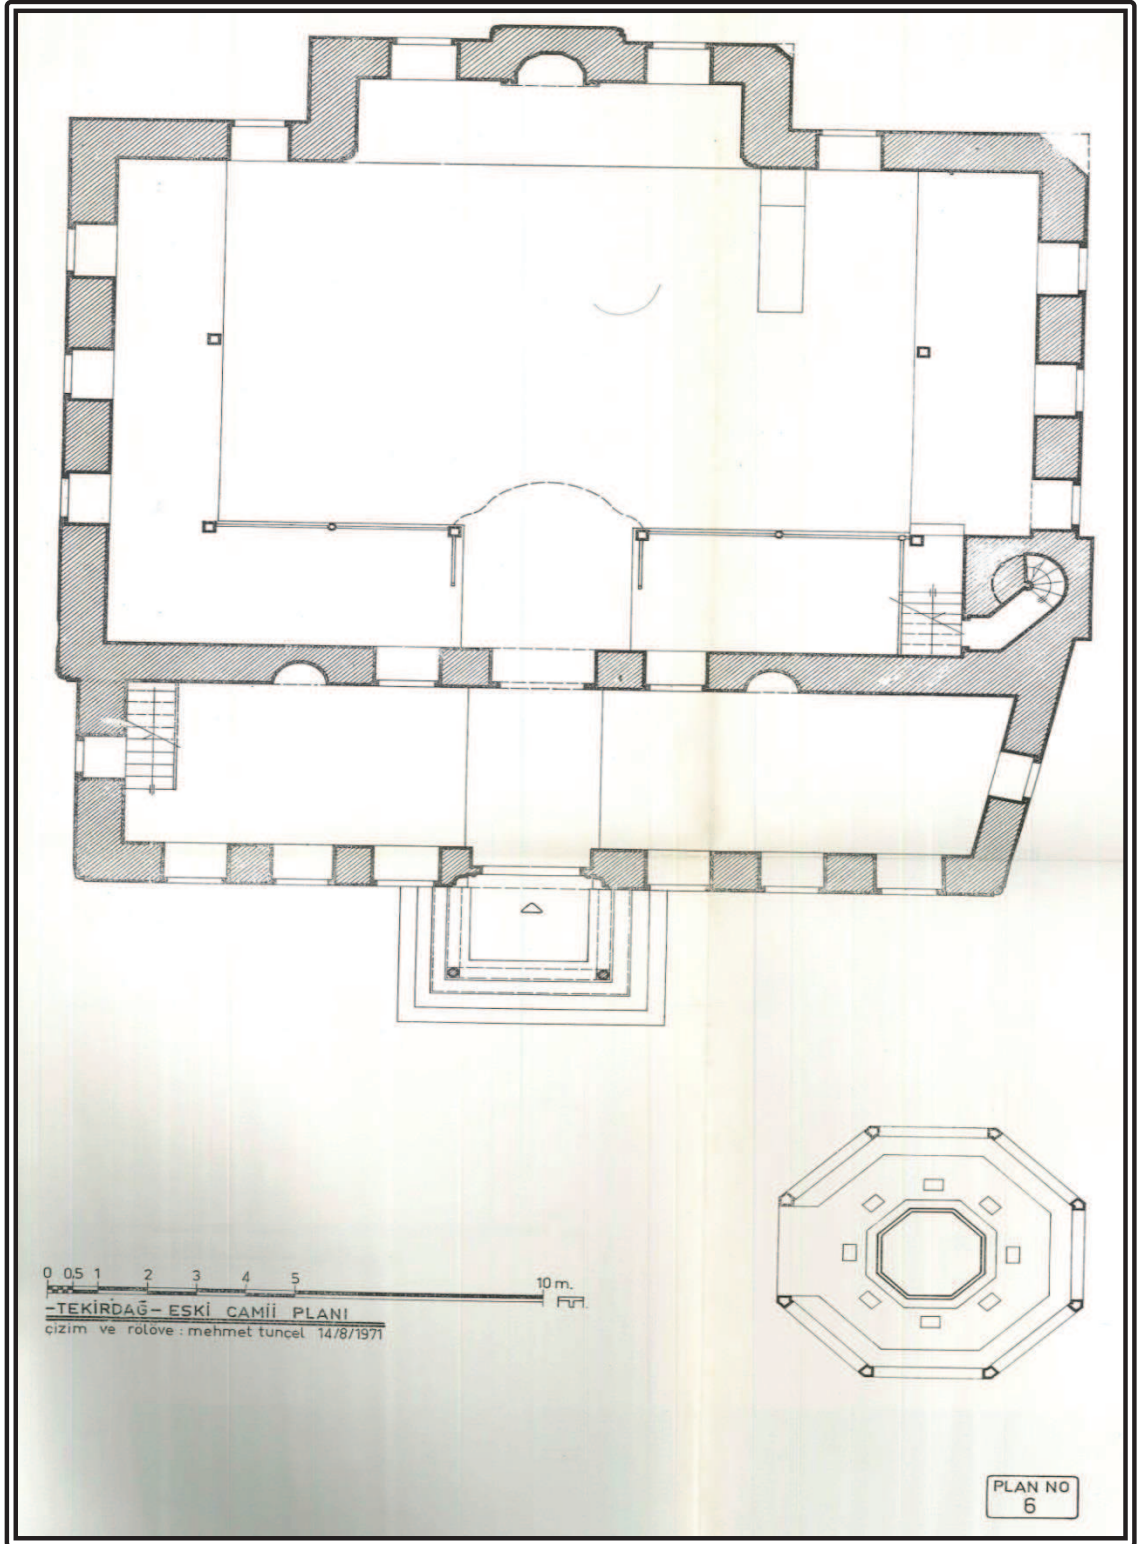 0 0.5 1 2 3 4 5 10 m.
-TEKİRDAĞ-ESKİ CAMİİ PLANI
çizim ve rölöve : mehmet tuncel 14/8/1971
PLAN NO
6